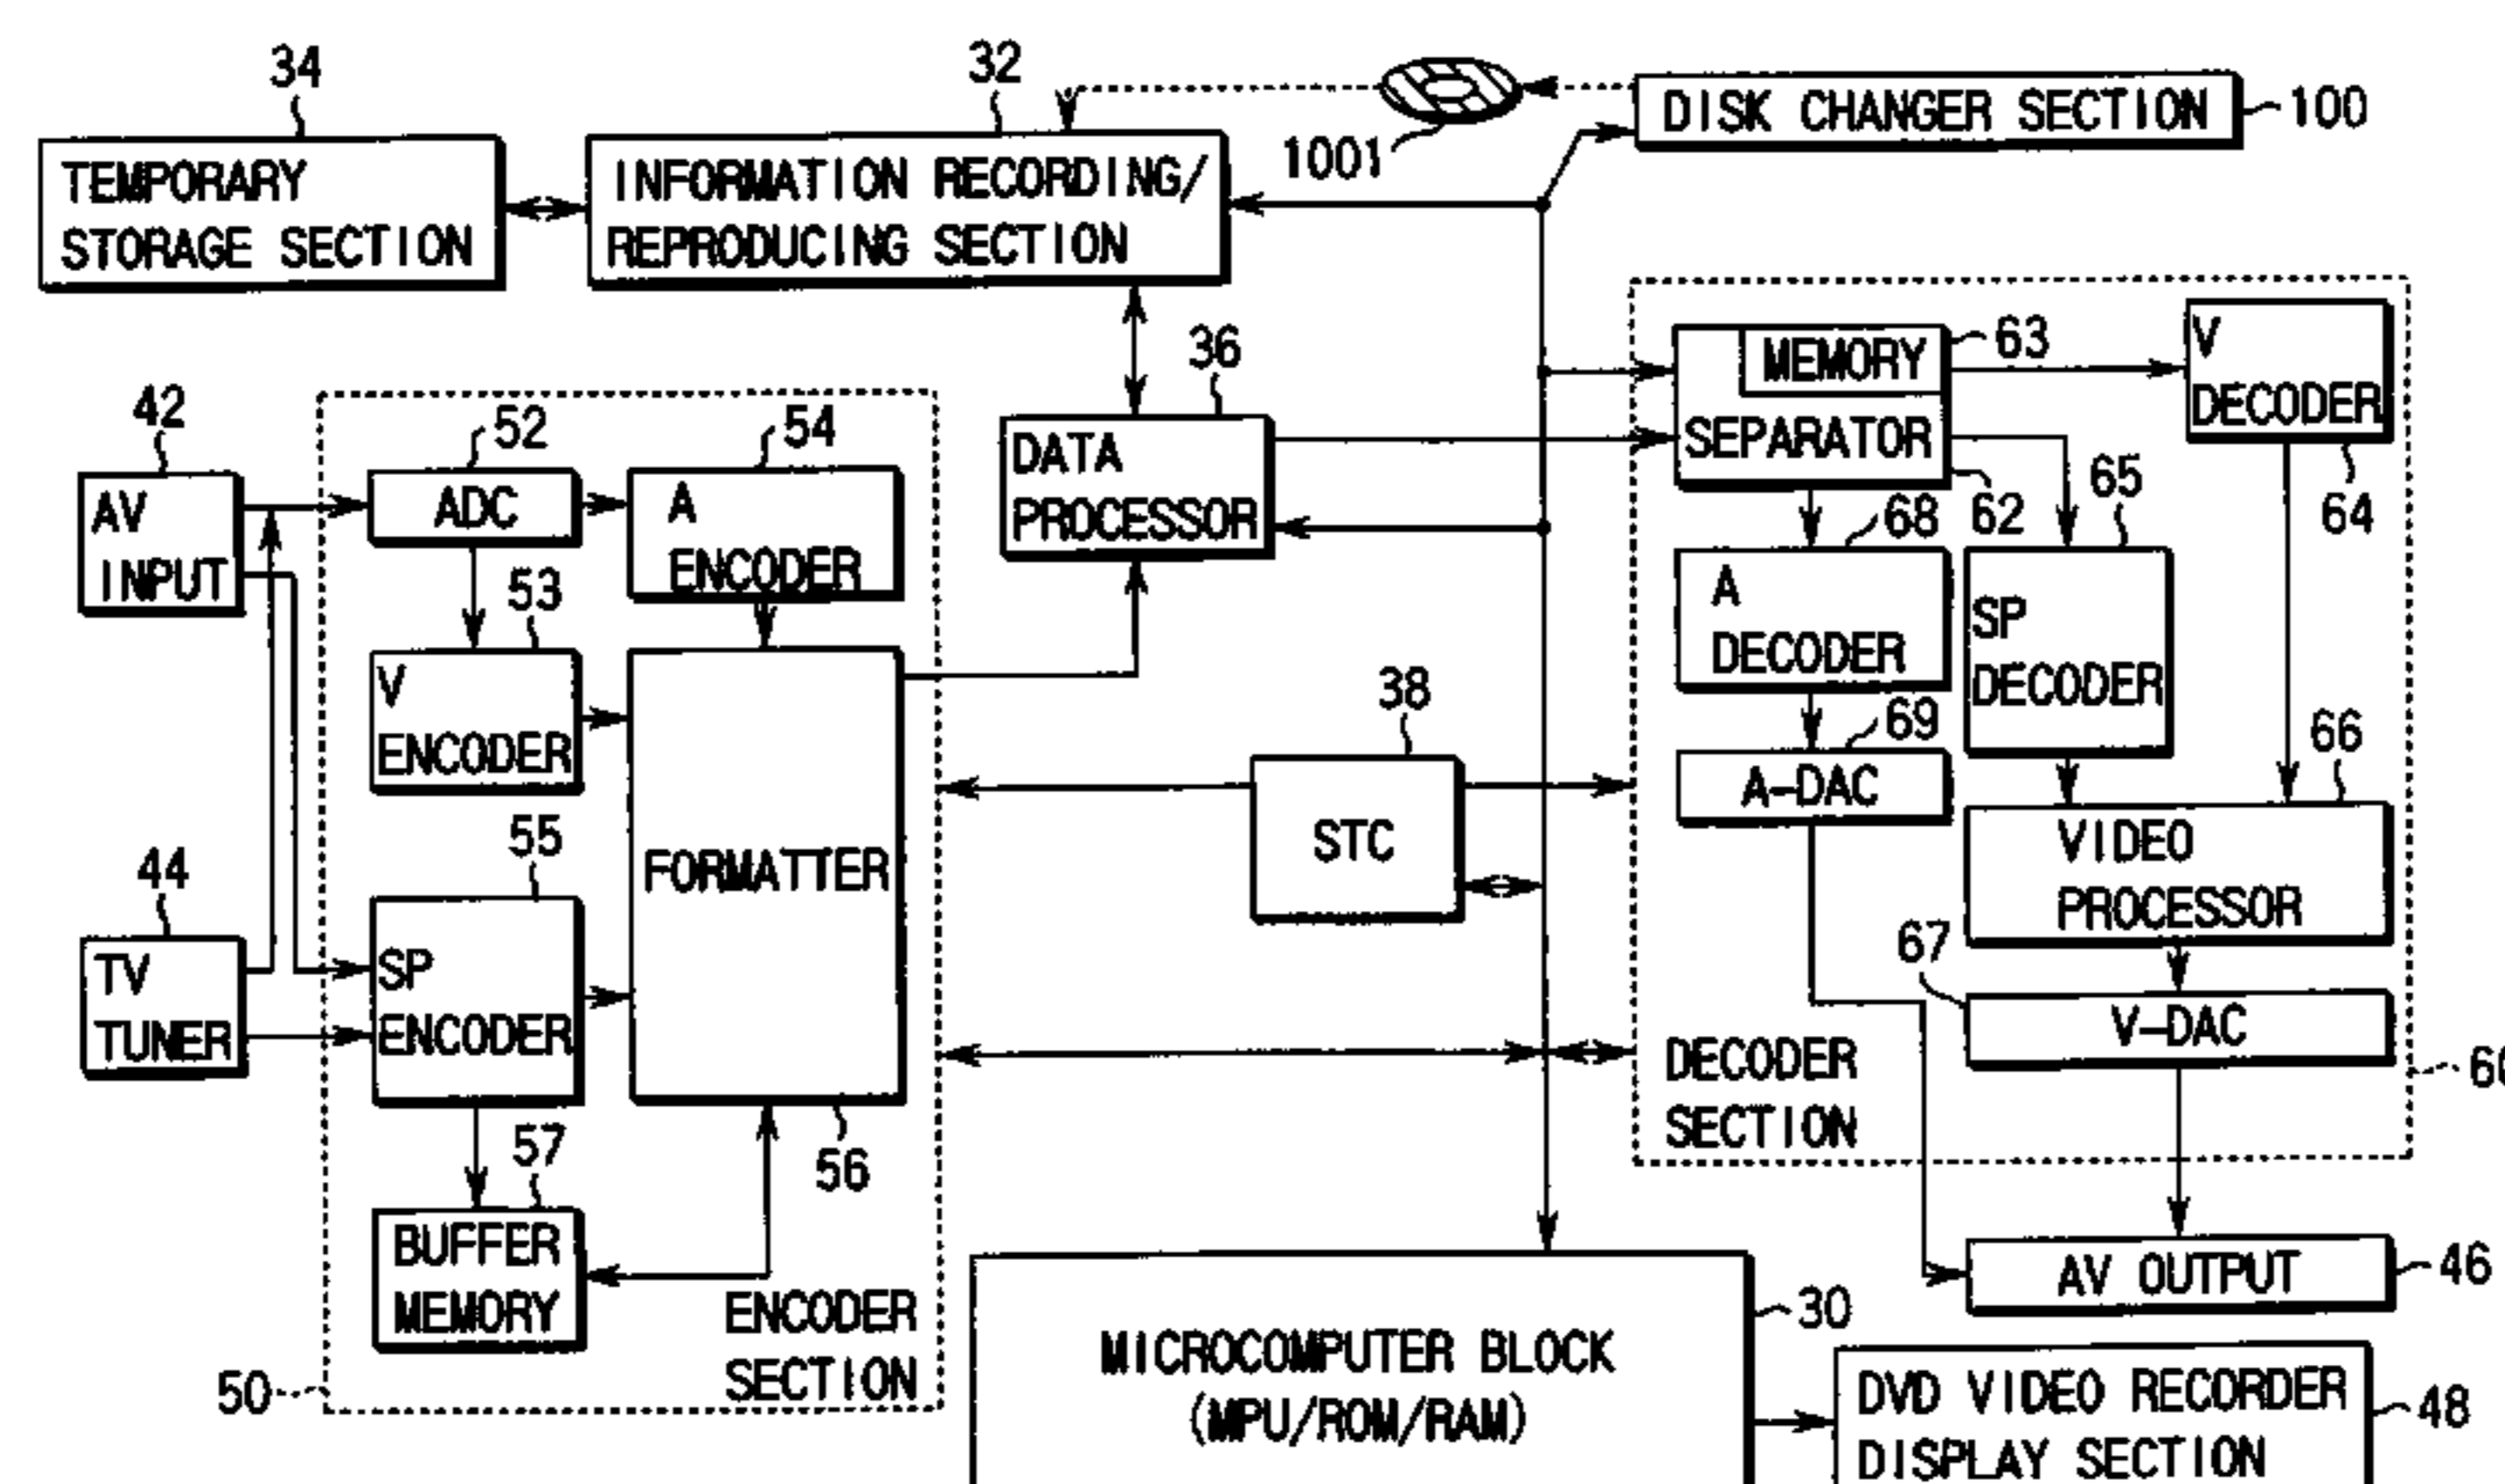 34
32
1001
DISK CHANGER SECTION
100
TEMPORARY
STORAGE SECTION
INFORMATION RECORDING/
REPRODUCING SECTION
36
63
MEMORY
SEPARATOR
62
V
DECODER
64
42
AV
INPUT
52
ADC
54
A
ENCODER
DATA
PROCESSOR
68
65
53
V
ENCODER
A
DECODER
SP
DECODER
38
STC
69
A-DAC
66
VIDEO
PROCESSOR
FORMATTER
44
TV
TUNER
55
SP
ENCODER
67
V-DAC
DECODER
SECTION
57
BUFFER
MEMORY
56
ENCODER
SECTION
50
AV OUTPUT
46
MICROCOMPUTER BLOCK
(MPU/ROM/RAM)
30
DVD VIDEO RECORDER
DISPLAY SECTION
48